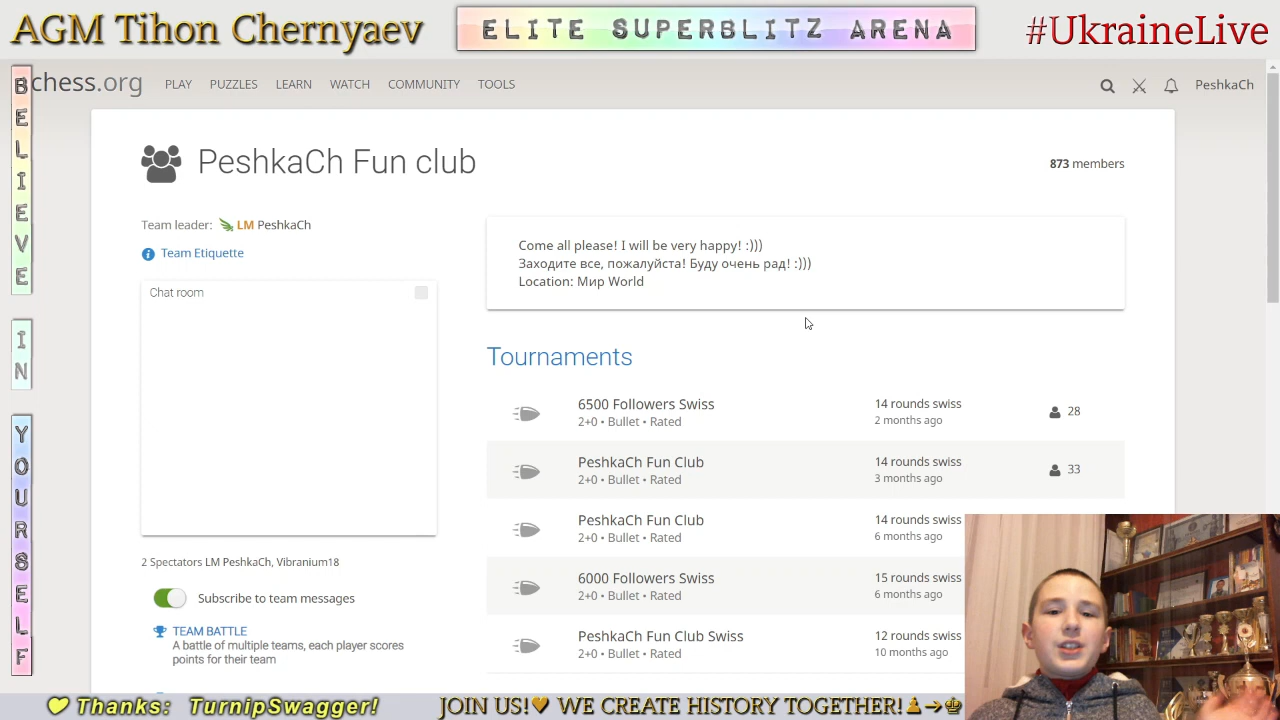 AGM Tihon Chernyaev
ELITE SUPERBLITZ ARENA
#UkraineLive
BELIEVE
IN
YOURSELF
chess.org
PLAY PUZZLES LEARN WATCH COMMUNITY TOOLS
PeshkaCh
PeshkaCh Fun club
873 members
Team leader: LM PeshkaCh
Team Etiquette
Chat room
Come all please! I will be very happy! :)))
Заходите все, пожалуйста! Буду очень рад! :)))
Location: Мир World
Tournaments
6500 Followers Swiss
2+0 • Bullet • Rated
14 rounds swiss
2 months ago
28
PeshkaCh Fun Club
2+0 • Bullet • Rated
14 rounds swiss
3 months ago
33
PeshkaCh Fun Club
2+0 • Bullet • Rated
14 rounds swiss
6 months ago
6000 Followers Swiss
2+0 • Bullet • Rated
15 rounds swiss
6 months ago
PeshkaCh Fun Club Swiss
2+0 • Bullet • Rated
12 rounds swiss
10 months ago
2 Spectators LM PeshkaCh, Vibranium18
Subscribe to team messages
TEAM BATTLE
A battle of multiple teams, each player scores
points for their team
Thanks: TurnipSwagger!
JOIN US! WE CREATE HISTORY TOGETHER!